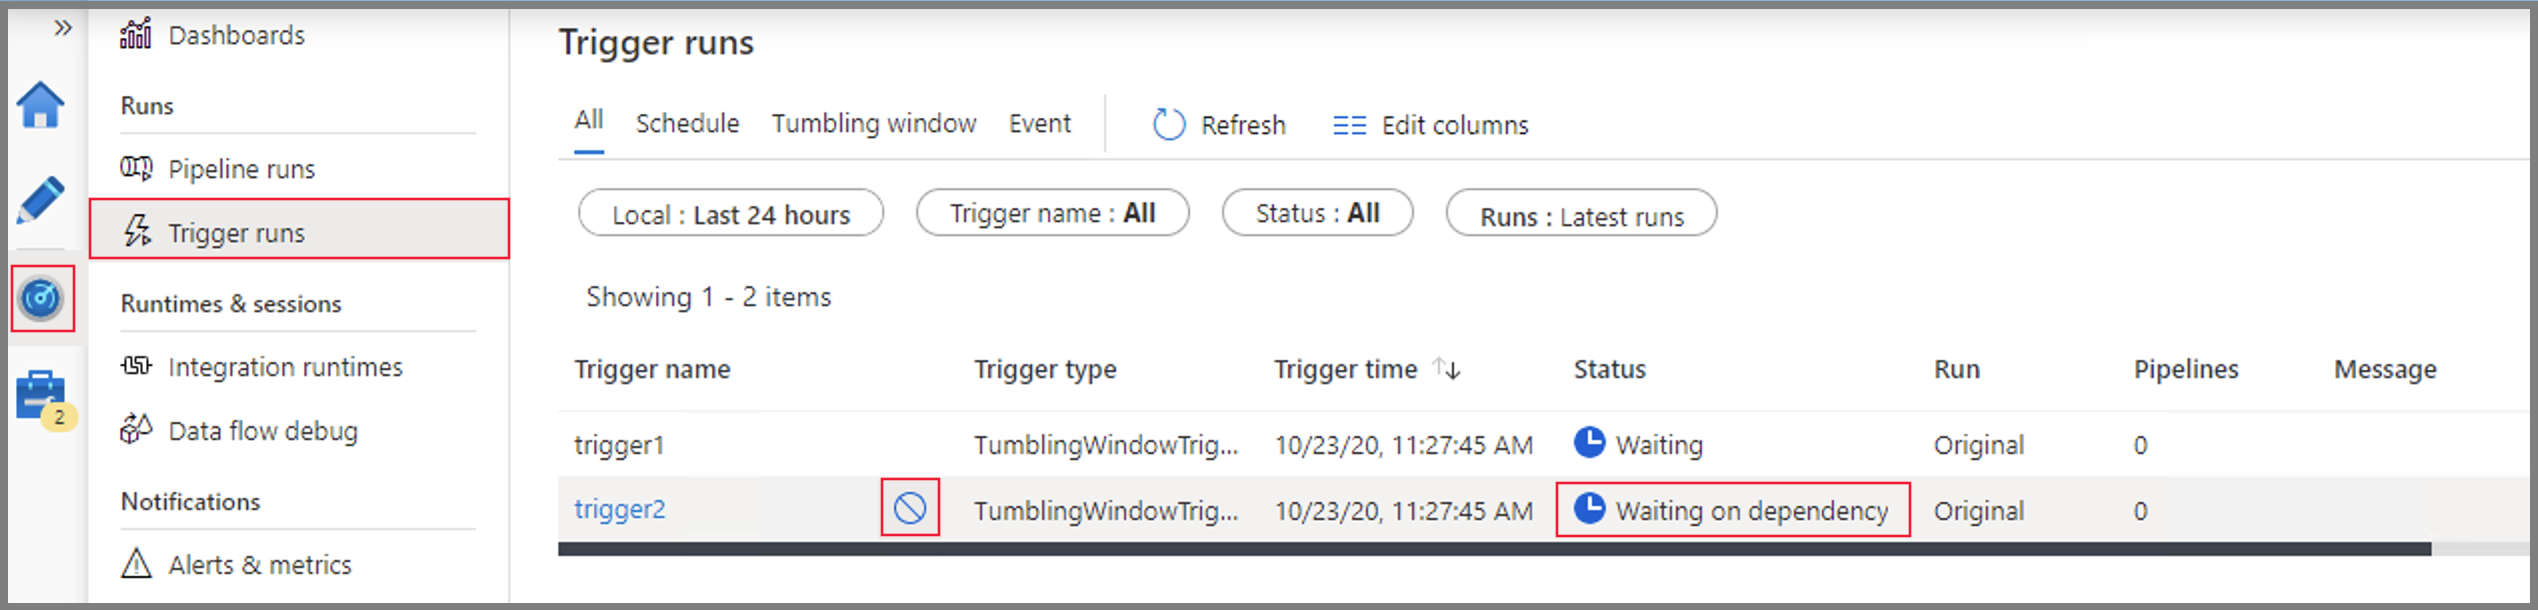 Dashboards
Runs
Pipeline runs
Trigger runs
Runtimes & sessions
Integration runtimes
Data flow debug
Notifications
Alerts & metrics
2
Trigger runs
All Schedule Tumbling window Event Refresh Edit columns
Local : Last 24 hours Trigger name : All Status : All Runs : Latest runs
Showing 1 - 2 items
Trigger name Trigger type Trigger time Status Run Pipelines Message
trigger1 TumblingWindowTrig... 10/23/20, 11:27:45 AM Waiting Original 0
trigger2 TumblingWindowTrig... 10/23/20, 11:27:45 AM Waiting on dependency Original 0